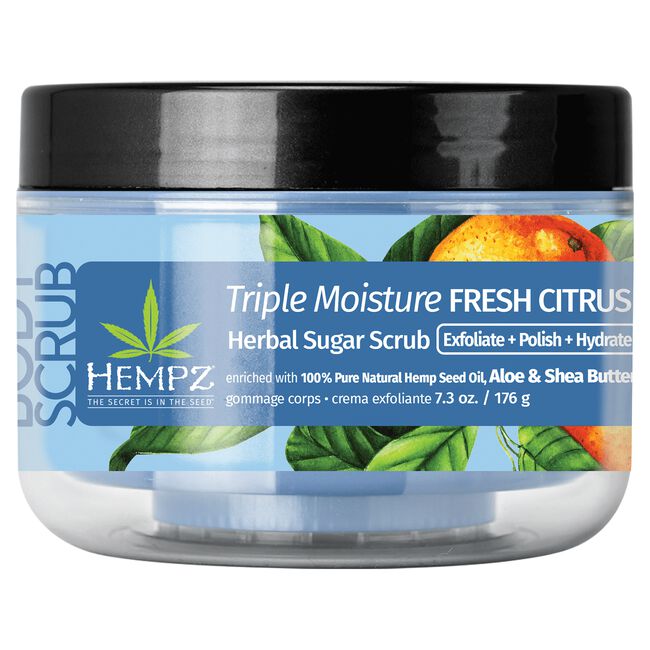 BODY
SCRUB
HEMPZ
THE SECRET IS IN THE SEED
Triple Moisture FRESH CITRUS
Herbal Sugar Scrub Exfoliate + Polish + Hydrate
enriched with 100% Pure Natural Hemp Seed Oil, Aloe & Shea Butter
gommage corps • crema exfoliante 7.3 oz. / 176 g